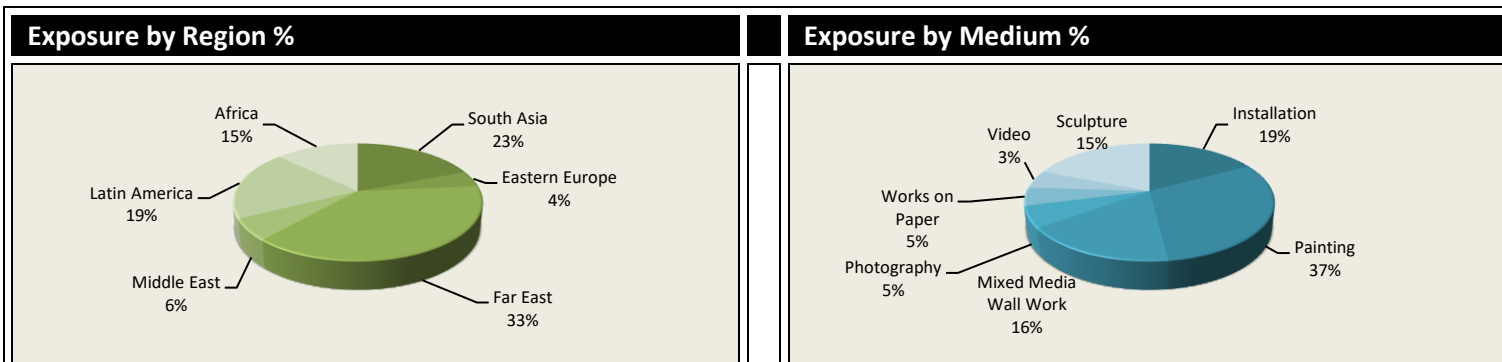 Exposure by Region %
Africa
15%
South Asia
23%
Eastern Europe
4%
Latin America
19%
Middle East
6%
Far East
33%
Exposure by Medium %
Sculpture
15%
Installation
19%
Video
3%
Works on
Paper
5%
Painting
37%
Photography
5%
Mixed Media
Wall Work
16%